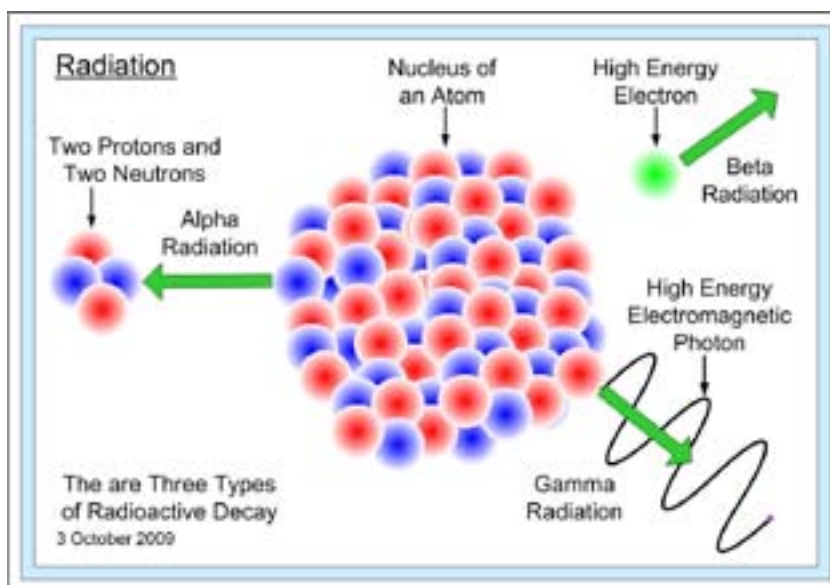 Radiation
Nucleus of
an Atom
High Energy
Electron
Two Protons and
Two Neutrons
Beta
Radiation
Alpha
Radiation
High Energy
Electromagnetic
Photon
The are Three Types
of Radioactive Decay
3 October 2009
Gamma
Radiation